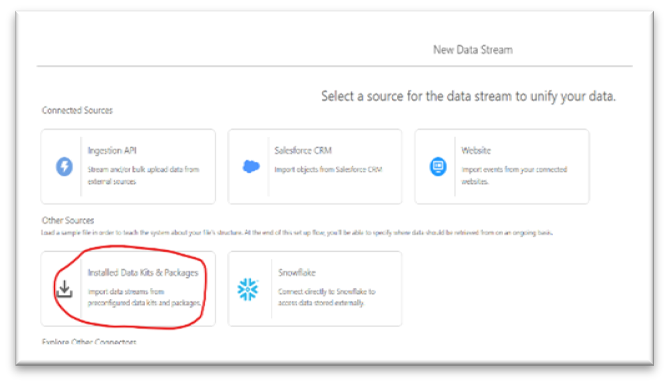 New Data Stream
Select a source for the data stream to unify your data.
Connected Sources
Ingestion API
Stream and/or bulk upload data from
external sources
Salesforce CRM
Import objects from Salesforce CRM
Website
Import events from your connected
websites.
Other Sources
Load a sample file in order to teach the system about your file's structure. At the end of this set up flow, you'll be able to specify where data should be retrieved from on an ongoing basis.
Installed Data Kits & Packages
Import data streams from
preconfigured data kits and packages.
Snowflake
Connect directly to Snowflake to
access data stored externally.
Explore Other Connectors